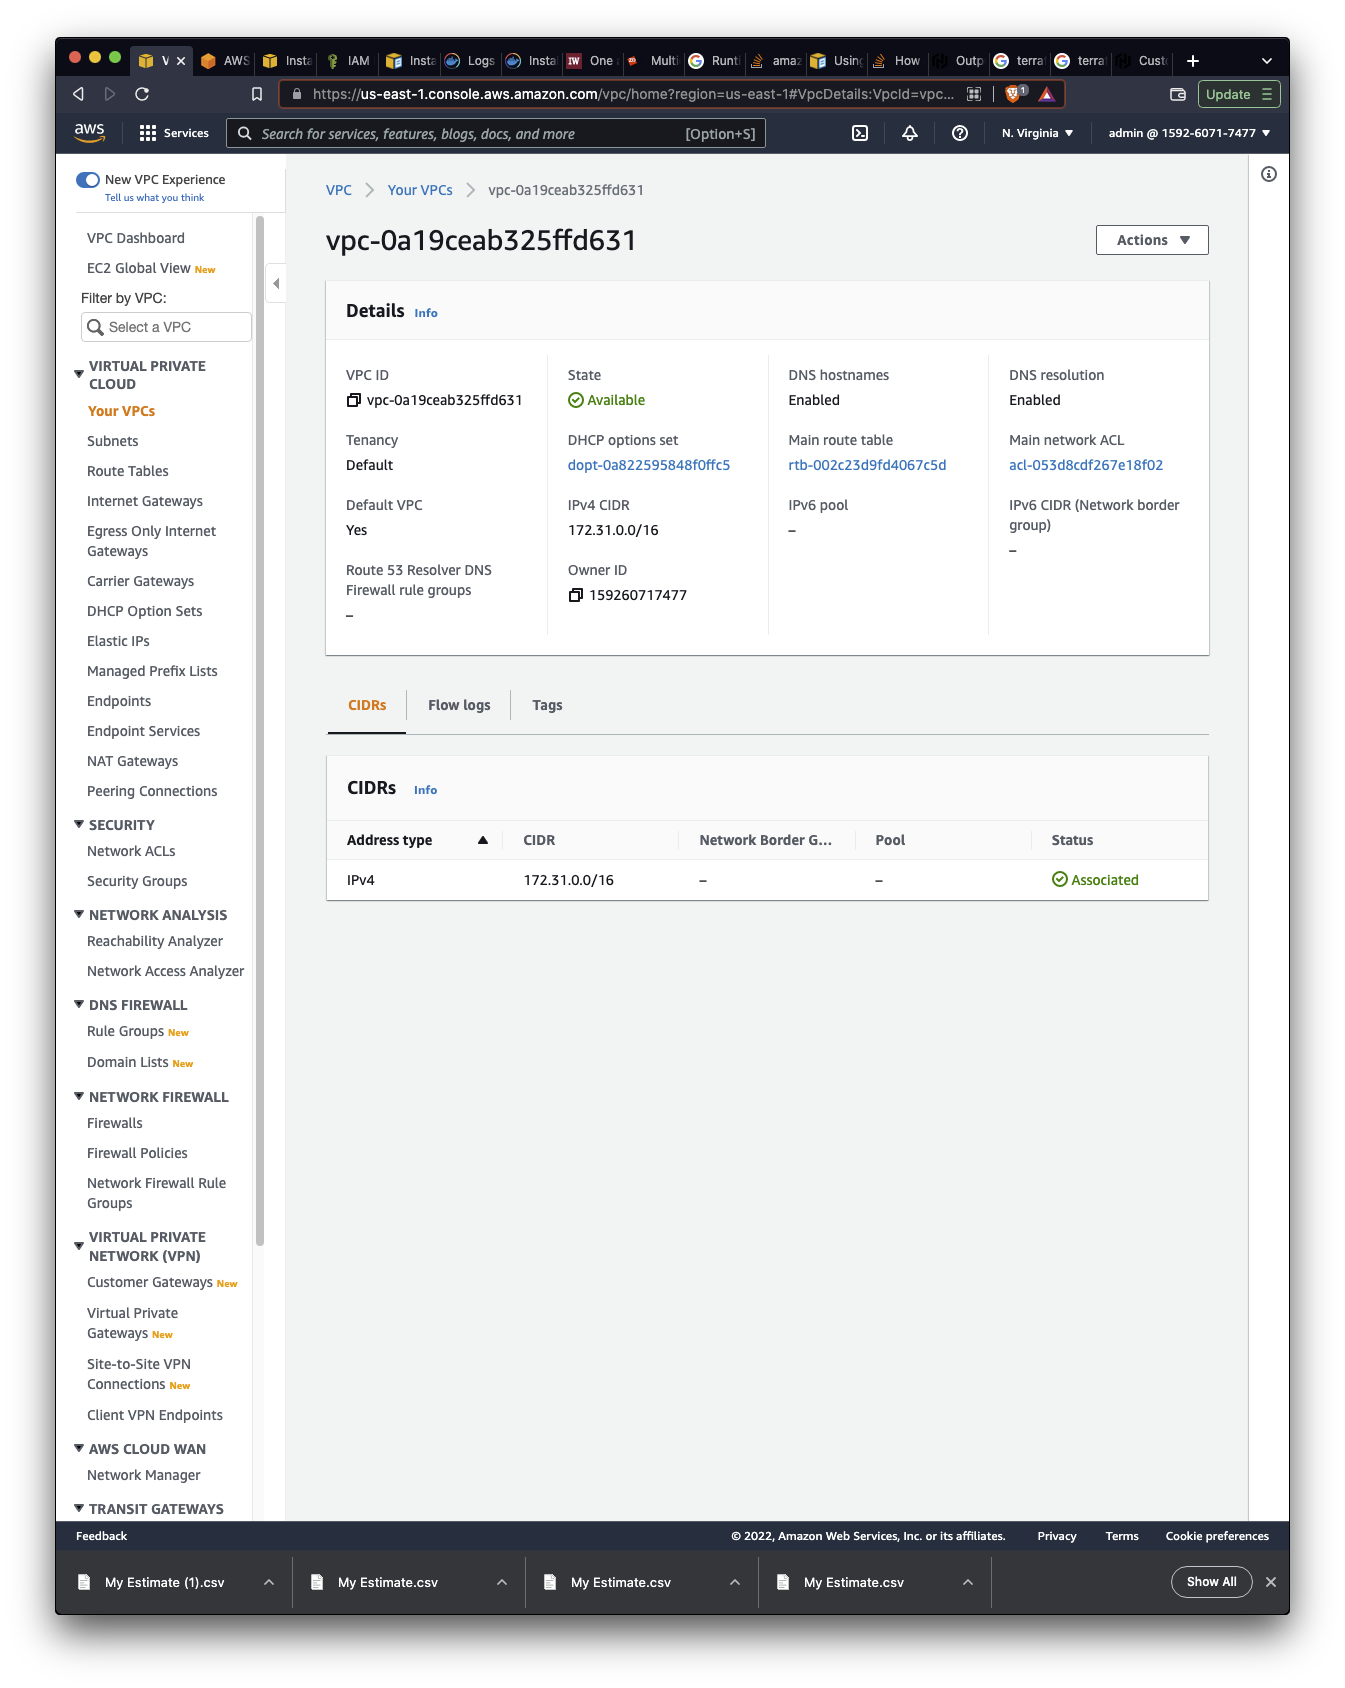 V
AWS
Insta
IAM
Insta
Logs
Insta
One
Multi
Runti
amaz
Using
How
Outp
terra
terra
Custo
https://us-east-1.console.aws.amazon.com/vpc/home?region=us-east-1#VpcDetails:VpcId=vpc...
1
Update
aws
Services
Search for services, features, blogs, docs, and more
[Option+S]
N. Virginia
admin @ 1592-6071-7477
New VPC Experience
Tell us what you think
VPC Dashboard
EC2 Global View New
Filter by VPC:
Select a VPC
VIRTUAL PRIVATE
CLOUD
Your VPCs
Subnets
Route Tables
Internet Gateways
Egress Only Internet
Gateways
Carrier Gateways
DHCP Option Sets
Elastic IPs
Managed Prefix Lists
Endpoints
Endpoint Services
NAT Gateways
Peering Connections
SECURITY
Network ACLs
Security Groups
NETWORK ANALYSIS
Reachability Analyzer
Network Access Analyzer
DNS FIREWALL
Rule Groups New
Domain Lists New
NETWORK FIREWALL
Firewalls
Firewall Policies
Network Firewall Rule
Groups
VIRTUAL PRIVATE
NETWORK (VPN)
Customer Gateways New
Virtual Private
Gateways New
Site-to-Site VPN
Connections New
Client VPN Endpoints
AWS CLOUD WAN
Network Manager
TRANSIT GATEWAYS
VPC
Your VPCs
vpc-0a19ceab325ffd631
vpc-0a19ceab325ffd631
Actions
Details Info
VPC ID
vpc-0a19ceab325ffd631
State
Available
DNS hostnames
Enabled
DNS resolution
Enabled
Tenancy
Default
DHCP options set
dopt-0a822595848f0ffc5
Main route table
rtb-002c23d9fd4067c5d
Main network ACL
acl-053d8cdf267e18f02
Default VPC
Yes
IPv4 CIDR
172.31.0.0/16
IPv6 pool
–
IPv6 CIDR (Network border
group)
–
Route 53 Resolver DNS
Firewall rule groups
–
Owner ID
159260717477
CIDRs
Flow logs
Tags
CIDRs Info
Address type
CIDR
Network Border G...
Pool
Status
IPv4
172.31.0.0/16
–
–
Associated
Feedback
© 2022, Amazon Web Services, Inc. or its affiliates.
Privacy
Terms
Cookie preferences
My Estimate (1).csv
My Estimate.csv
My Estimate.csv
My Estimate.csv
Show All